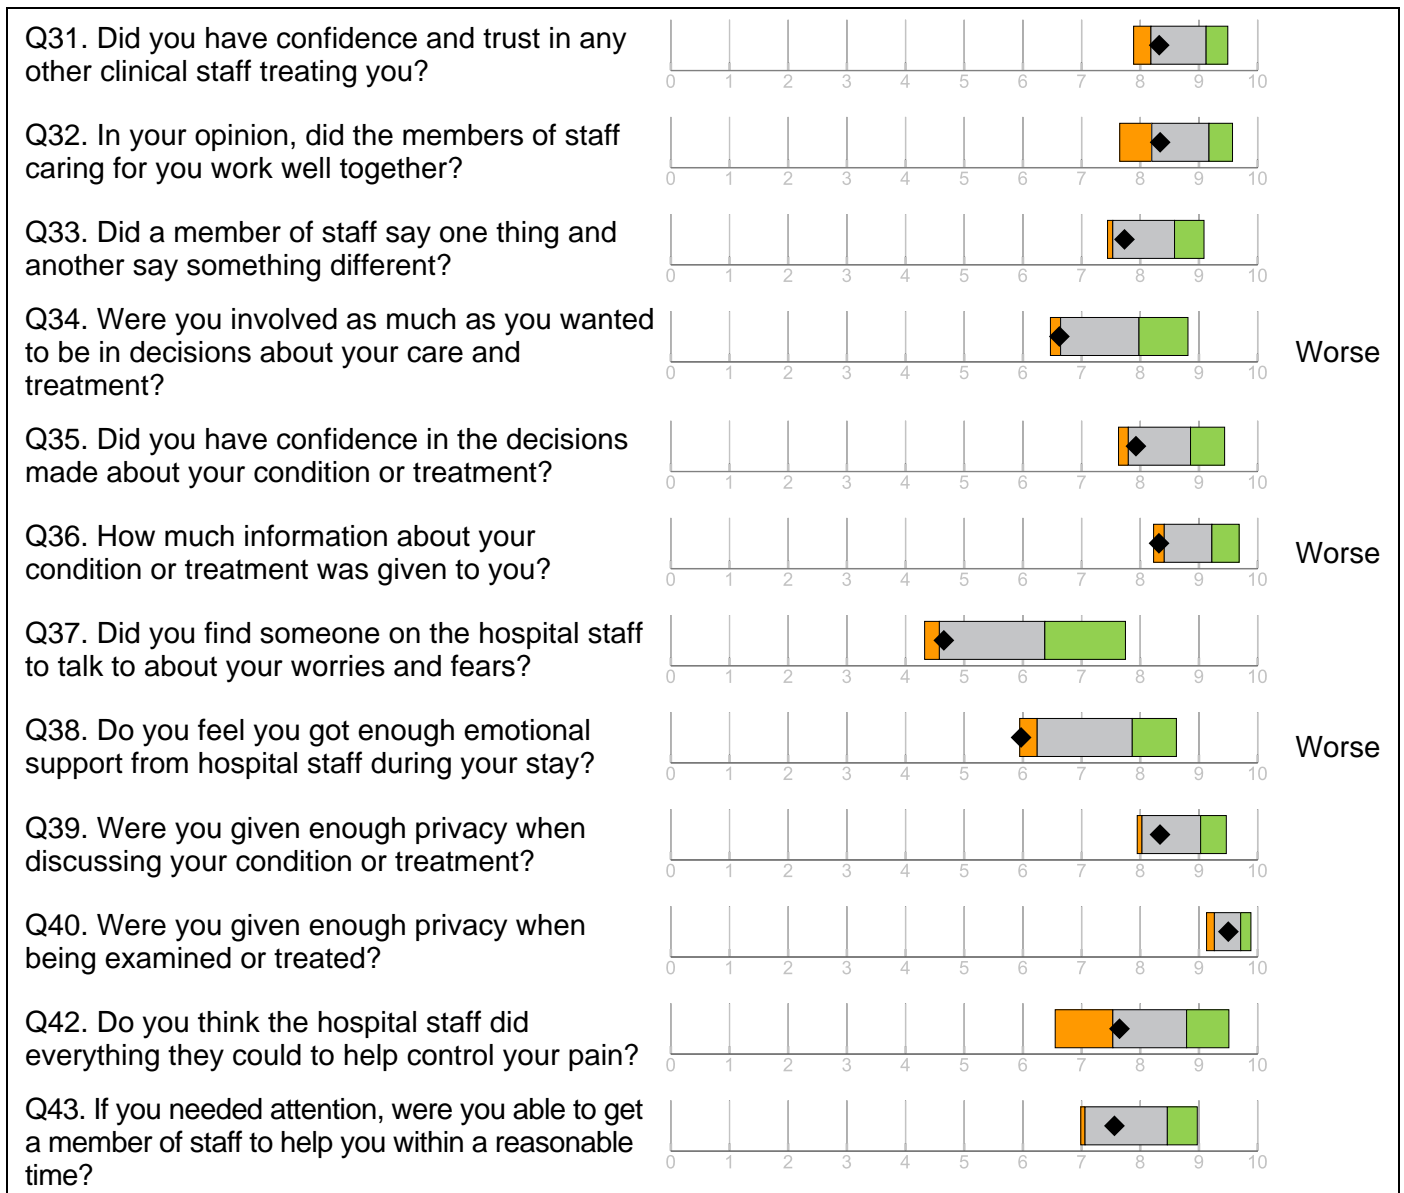 Q31. Did you have confidence and trust in any
other clinical staff treating you?
0 1 2 3 4 5 6 7 8 9 10
Q32. In your opinion, did the members of staff
caring for you work well together?
0 1 2 3 4 5 6 7 8 9 10
Q33. Did a member of staff say one thing and
another say something different?
0 1 2 3 4 5 6 7 8 9 10
Q34. Were you involved as much as you wanted
to be in decisions about your care and
treatment?
0 1 2 3 4 5 6 7 8 9 10
Worse
Q35. Did you have confidence in the decisions
made about your condition or treatment?
0 1 2 3 4 5 6 7 8 9 10
Q36. How much information about your
condition or treatment was given to you?
0 1 2 3 4 5 6 7 8 9 10
Worse
Q37. Did you find someone on the hospital staff
to talk to about your worries and fears?
0 1 2 3 4 5 6 7 8 9 10
Q38. Do you feel you got enough emotional
support from hospital staff during your stay?
0 1 2 3 4 5 6 7 8 9 10
Worse
Q39. Were you given enough privacy when
discussing your condition or treatment?
0 1 2 3 4 5 6 7 8 9 10
Q40. Were you given enough privacy when
being examined or treated?
0 1 2 3 4 5 6 7 8 9 10
Q42. Do you think the hospital staff did
everything they could to help control your pain?
0 1 2 3 4 5 6 7 8 9 10
Q43. If you needed attention, were you able to get
a member of staff to help you within a reasonable
time?
0 1 2 3 4 5 6 7 8 9 10